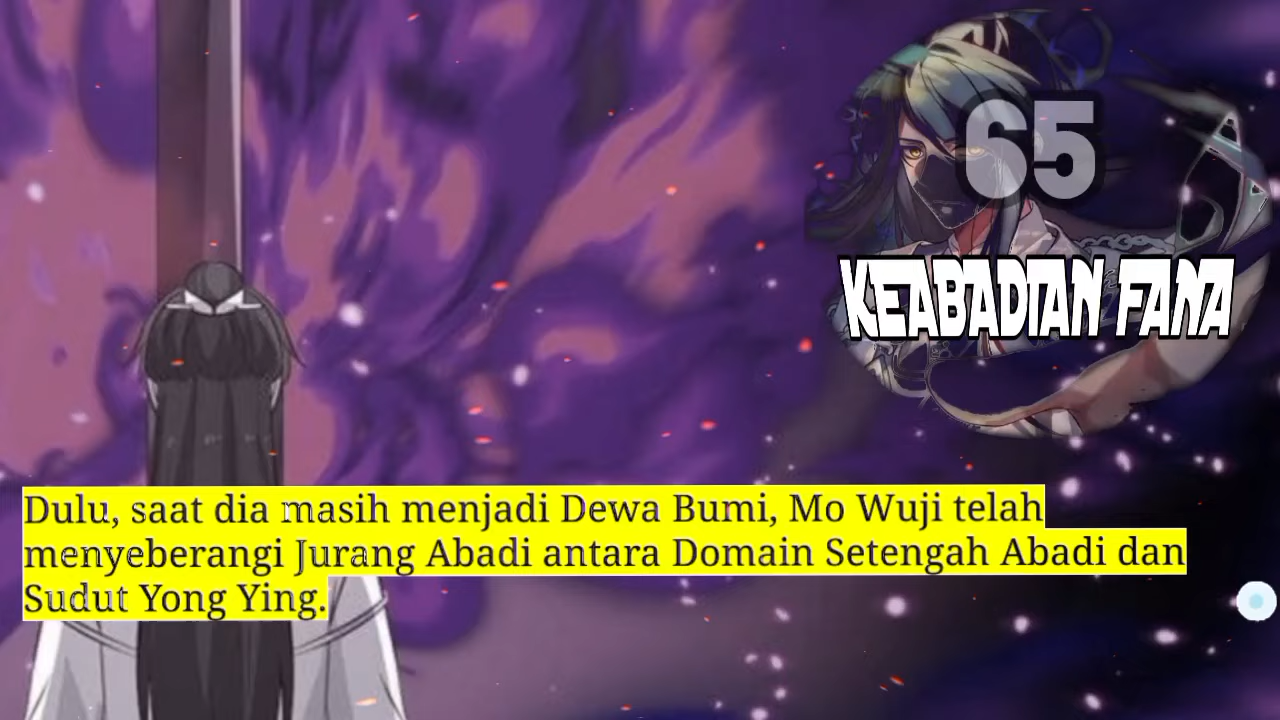 65
KEABADIAN FANA
Dulu, saat dia masih menjadi Dewa Bumi, Mo Wuji telah
menyeberangi Jurang Abadi antara Domain Setengah Abadi dan
Sudut Yong Ying.